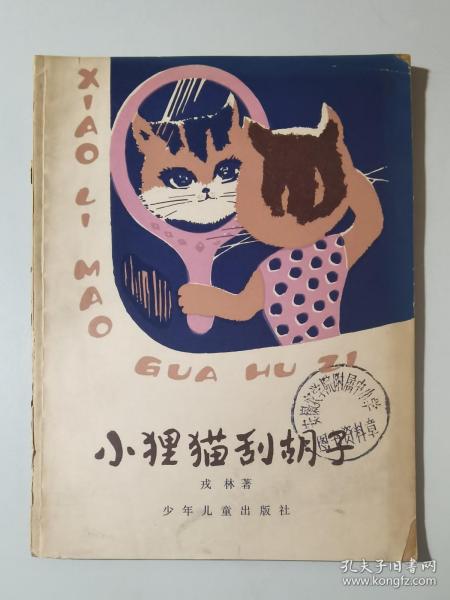 XIAO LI MAO
GUA HU ZI
小狸猫刮胡子
戎 林 著
少年儿童出版社
孔夫子旧书网
www.kongfz.com